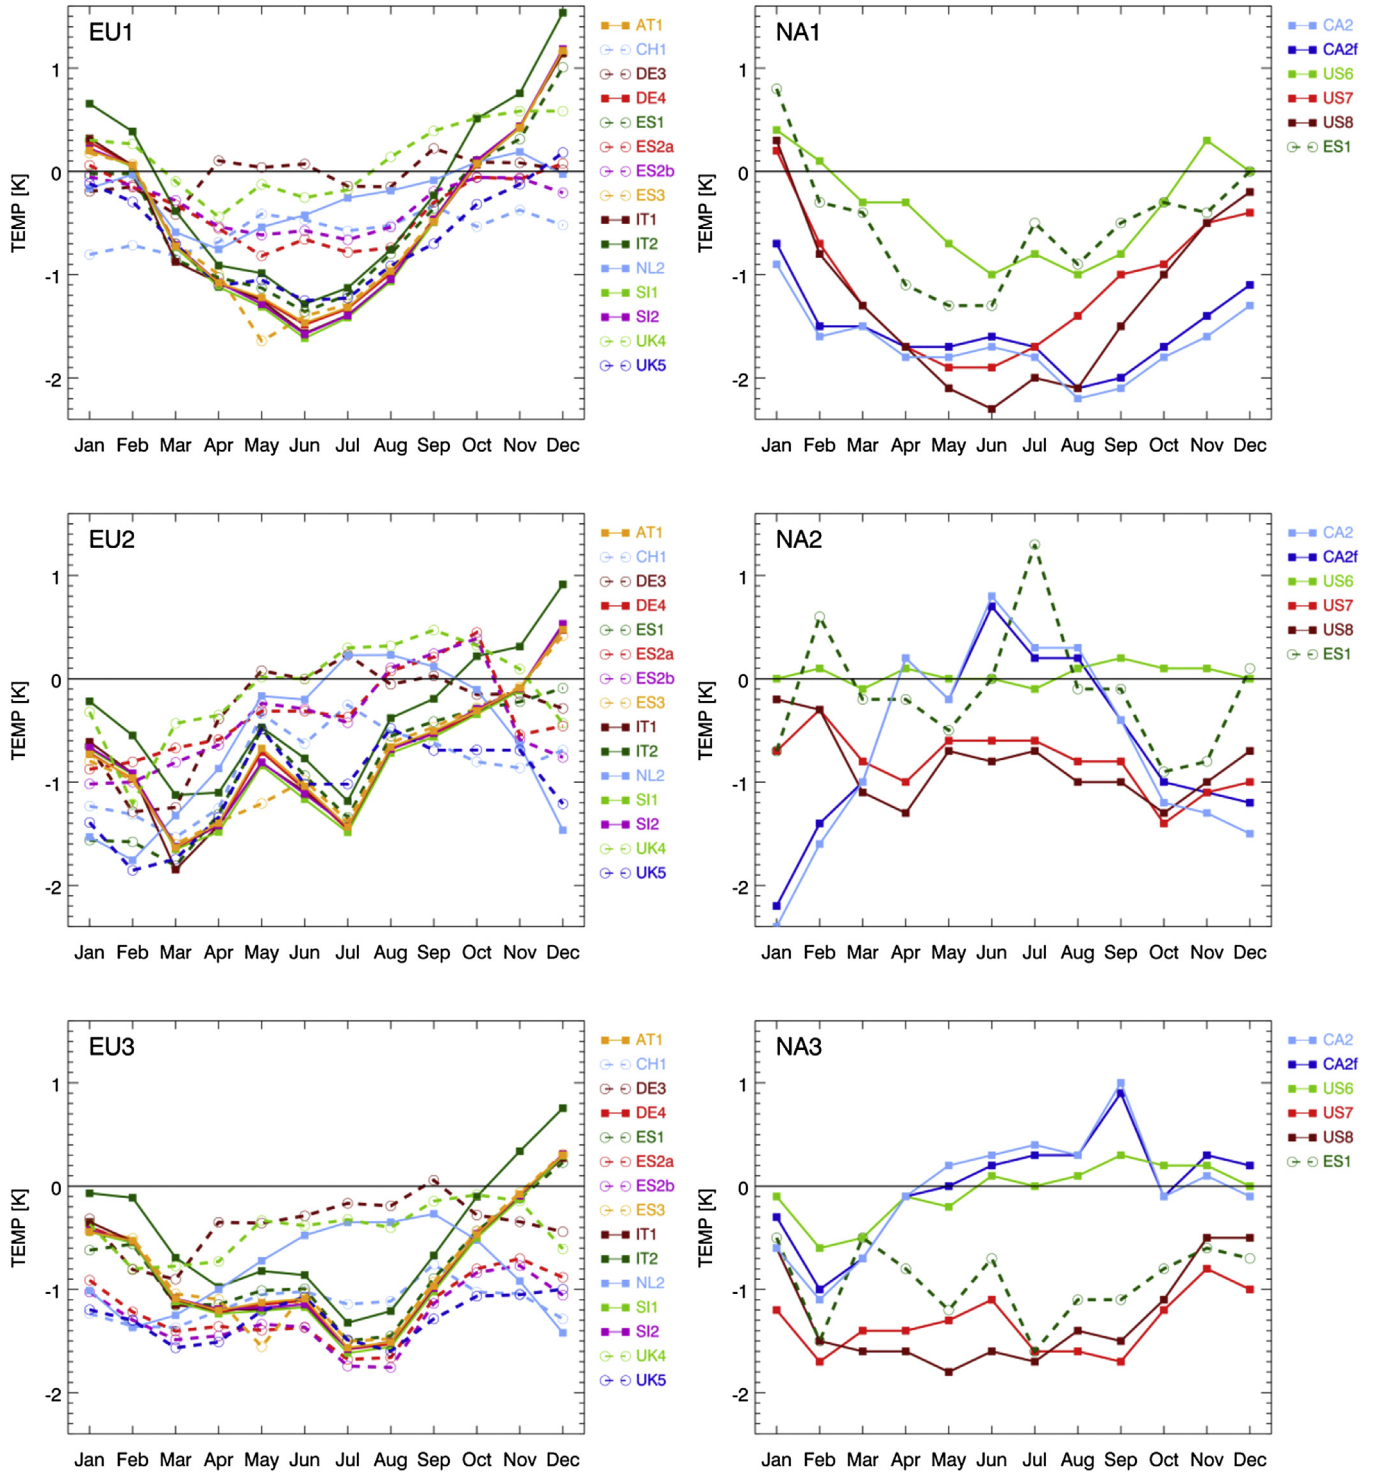 EU1
TEMP [K]
1
0
-1
-2
Jan Feb Mar Apr May Jun Jul Aug Sep Oct Nov Dec
AT1
CH1
DE3
DE4
ES1
ES2a
ES2b
ES3
IT1
IT2
NL2
SI1
SI2
UK4
UK5
NA1
TEMP [K]
1
0
-1
-2
Jan Feb Mar Apr May Jun Jul Aug Sep Oct Nov Dec
CA2
CA2f
US6
US7
US8
ES1
EU2
TEMP [K]
1
0
-1
-2
Jan Feb Mar Apr May Jun Jul Aug Sep Oct Nov Dec
AT1
CH1
DE3
DE4
ES1
ES2a
ES2b
ES3
IT1
IT2
NL2
SI1
SI2
UK4
UK5
NA2
TEMP [K]
1
0
-1
-2
Jan Feb Mar Apr May Jun Jul Aug Sep Oct Nov Dec
CA2
CA2f
US6
US7
US8
ES1
EU3
TEMP [K]
1
0
-1
-2
Jan Feb Mar Apr May Jun Jul Aug Sep Oct Nov Dec
AT1
CH1
DE3
DE4
ES1
ES2a
ES2b
ES3
IT1
IT2
NL2
SI1
SI2
UK4
UK5
NA3
TEMP [K]
1
0
-1
-2
Jan Feb Mar Apr May Jun Jul Aug Sep Oct Nov Dec
CA2
CA2f
US6
US7
US8
ES1